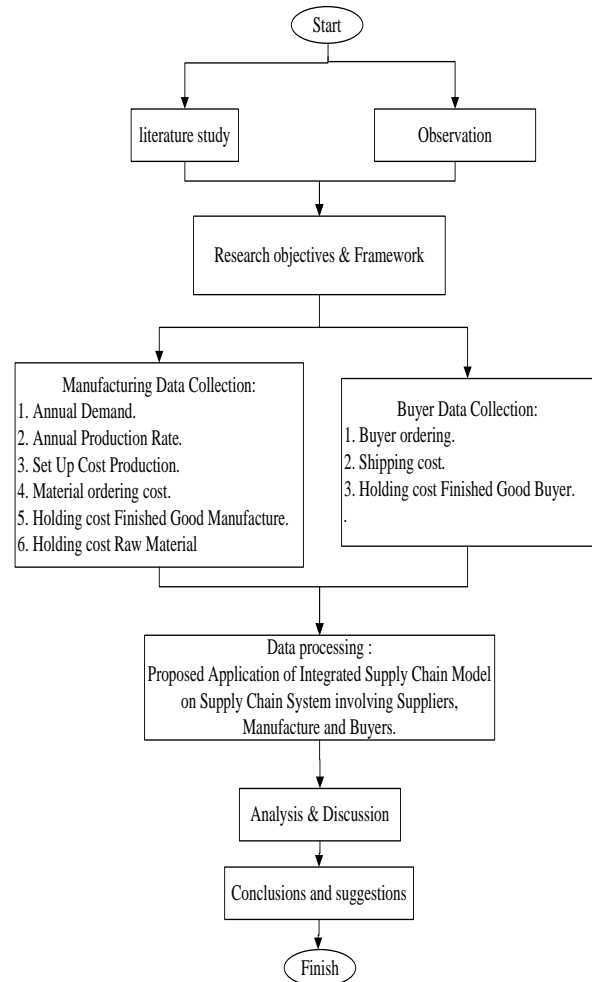 Start
literature study
Observation
Research objectives & Framework
Manufacturing Data Collection:
1. Annual Demand.
2. Annual Production Rate.
3. Set Up Cost Production.
4. Material ordering cost.
5. Holding cost Finished Good Manufacture.
6. Holding cost Raw Material
Buyer Data Collection:
1. Buyer ordering.
2. Shipping cost.
3. Holding cost Finished Good Buyer.
.
Data processing :
Proposed Application of Integrated Supply Chain Model
on Supply Chain System involving Suppliers,
Manufacture and Buyers.
Analysis & Discussion
Conclusions and suggestions
Finish